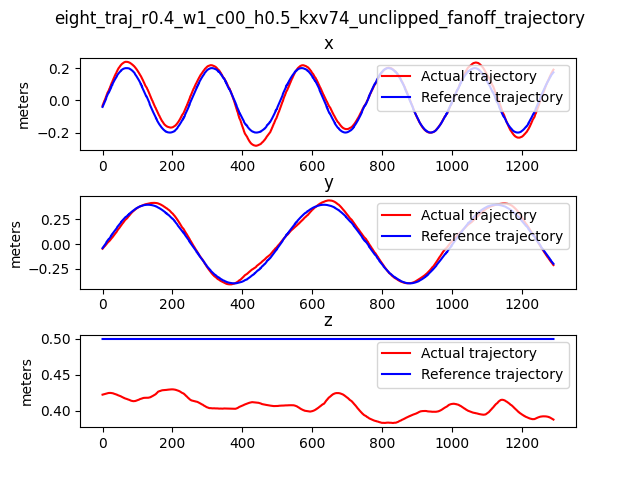 eight_traj_r0.4_w1_c00_h0.5_kxv74_unclipped_fanoff_trajectory
x
meters
0.2
0.0
−0.2
Actual trajectory
Reference trajectory
0 200 400 600 800 1000 1200
y
meters
0.25
0.00
−0.25
Actual trajectory
Reference trajectory
0 200 400 600 800 1000 1200
z
meters
0.50
0.45
0.40
Actual trajectory
Reference trajectory
0 200 400 600 800 1000 1200